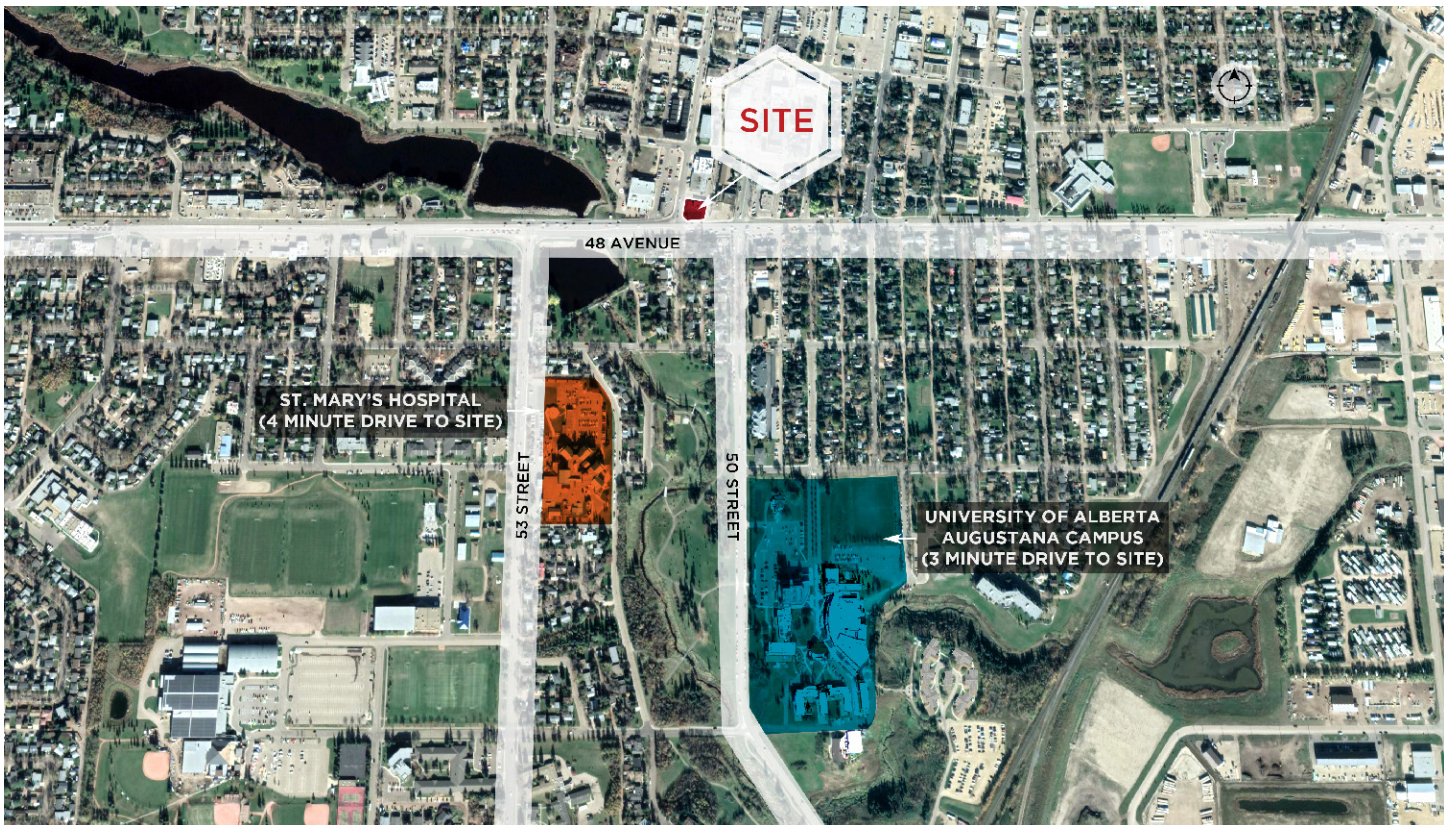 SITE
48 AVENUE
ST. MARY'S HOSPITAL
(4 MINUTE DRIVE TO SITE)
53 STREET
50 STREET
UNIVERSITY OF ALBERTA
AUGUSTANA CAMPUS
(3 MINUTE DRIVE TO SITE)